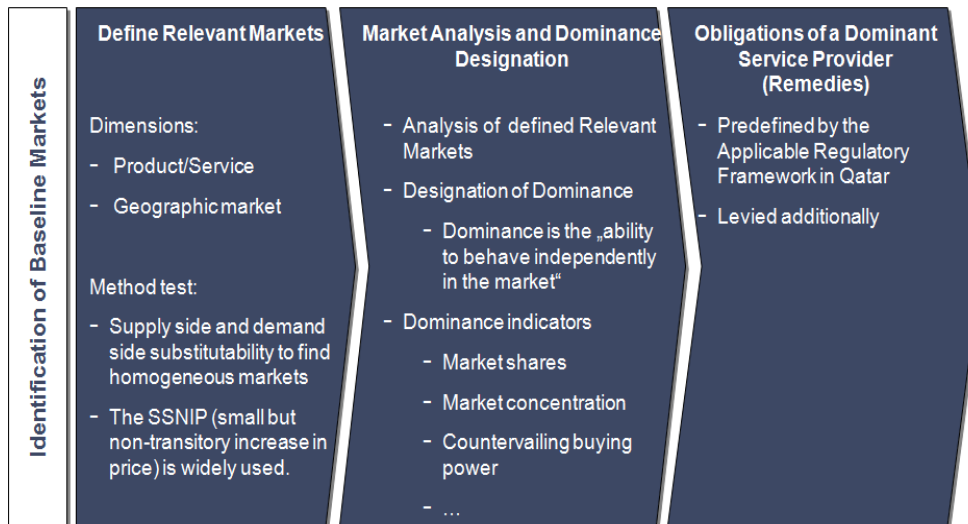 Identification of Baseline Markets
Define Relevant Markets
Dimensions:
- Product/Service
- Geographic market
Method test:
- Supply side and demand
side substitutability to find
homogeneous markets
- The SSNIP (small but
non-transitory increase in
price) is widely used.
Market Analysis and Dominance
Designation
- Analysis of defined Relevant
Markets
- Designation of Dominance
- Dominance is the „ability
to behave independently
in the market“
- Dominance indicators
- Market shares
- Market concentration
- Countervailing buying
power
- ...
Obligations of a Dominant
Service Provider
(Remedies)
- Predefined by the
Applicable Regulatory
Framework in Qatar
- Levied additionally